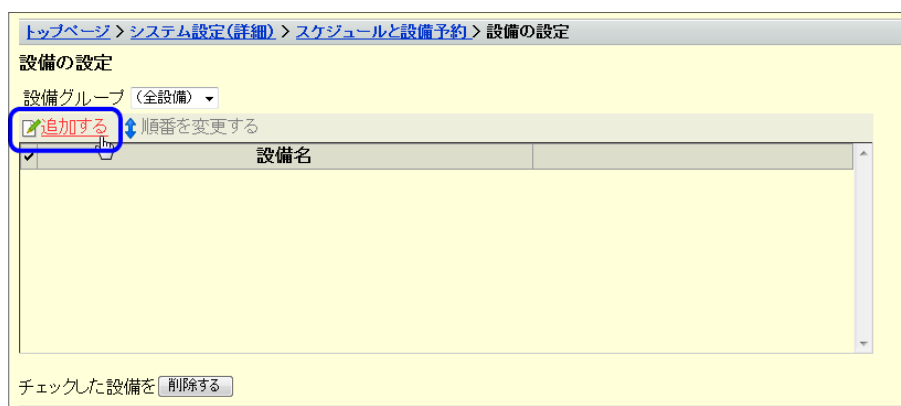 トップページ > システム設定(詳細) > スケジュールと設備予約 > 設備の設定
設備の設定
設備グループ (全設備)
追加する 順番を変更する
設備名
チェックした設備を 削除する